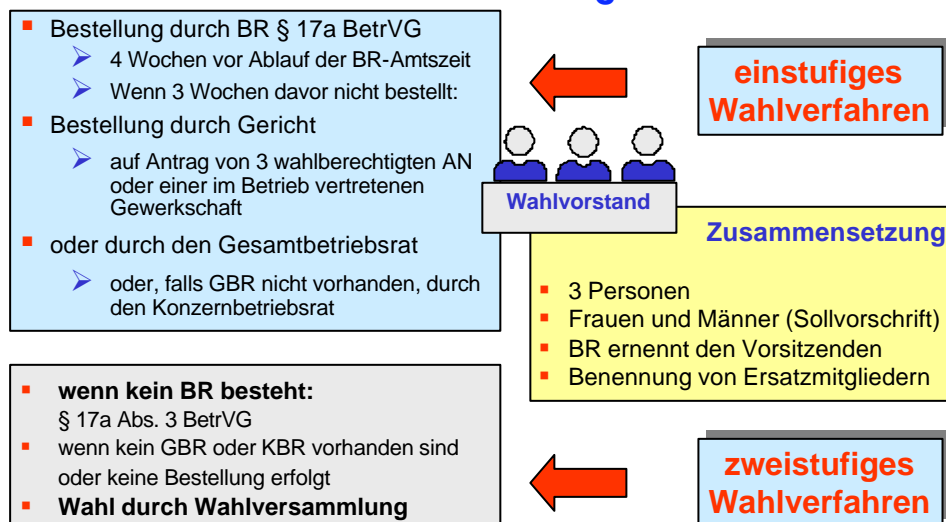 Bestellung durch BR § 17a BetrVG
4 Wochen vor Ablauf der BR-Amtszeit
Wenn 3 Wochen davor nicht bestellt:
Bestellung durch Gericht
auf Antrag von 3 wahlberechtigten AN
oder einer im Betrieb vertretenen
Gewerkschaft
oder durch den Gesamtbetriebsrat
oder, falls GBR nicht vorhanden, durch
den Konzernbetriebsrat
einstufiges
Wahlverfahren
Wahlvorstand
Zusammensetzung
3 Personen
Frauen und Männer (Sollvorschrift)
BR ernennt den Vorsitzenden
Benennung von Ersatzmitgliedern
wenn kein BR besteht:
§ 17a Abs. 3 BetrVG
wenn kein GBR oder KBR vorhanden sind
oder keine Bestellung erfolgt
Wahl durch Wahlversammlung
zweistufiges
Wahlverfahren